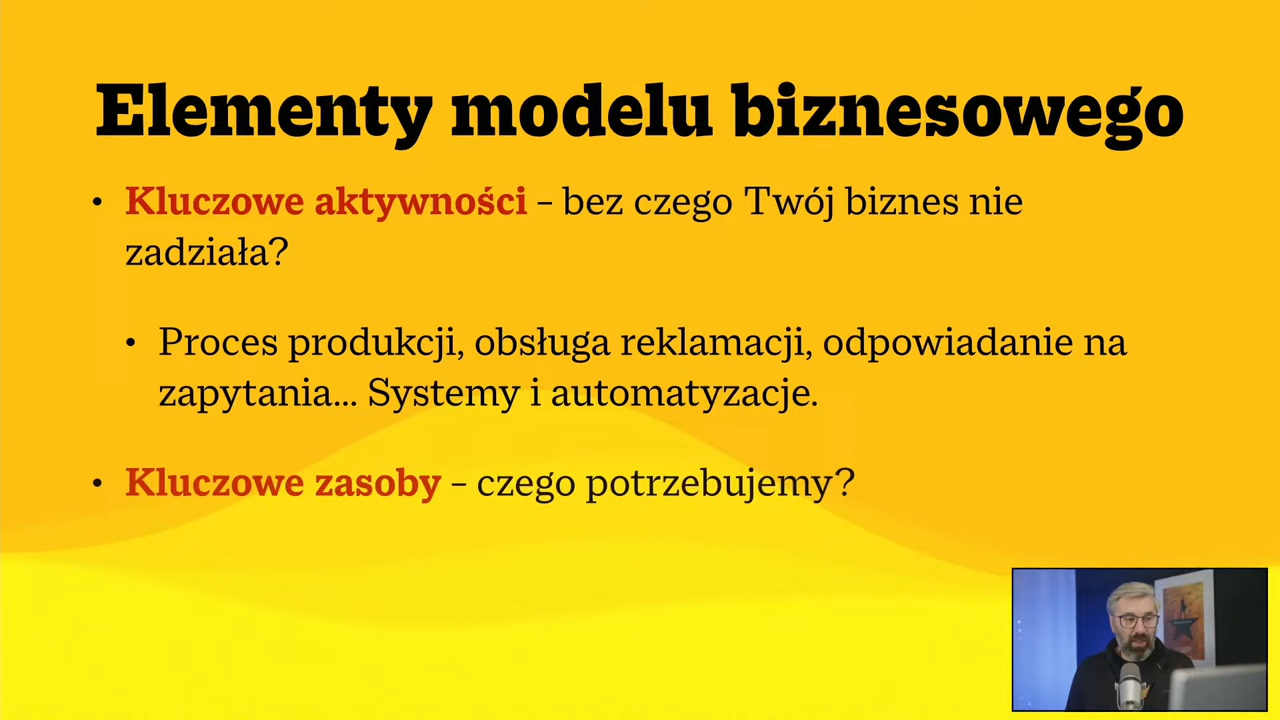 Elementy modelu biznesowego
• Kluczowe aktywności – bez czego Twój biznes nie
zadziała?
• Proces produkcji, obsługa reklamacji, odpowiadanie na
zapytania... Systemy i automatyzacje.
• Kluczowe zasoby – czego potrzebujemy?